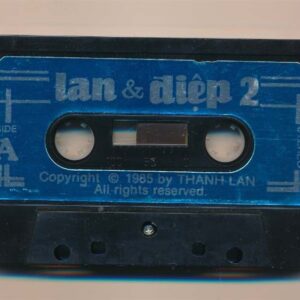 lan & điệp 2
SIDE
A
Copyright © 1985 by THANH LAN
All rights reserved.